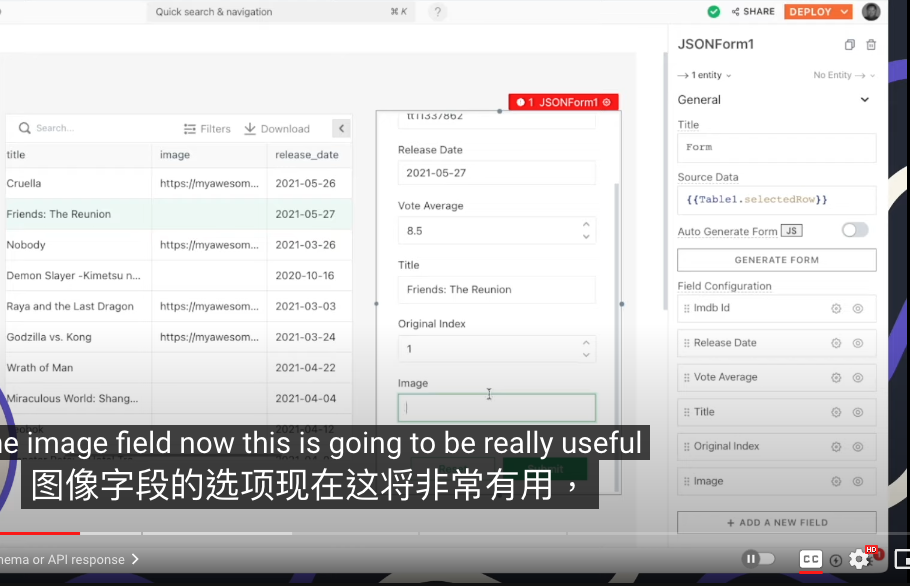 Quick search & navigation
⌘ K
?
SHARE
DEPLOY
JSONForm1
1 entity
No Entity
General
Title
Form
Source Data
{{Table1.selectedRow}}
Auto Generate Form JS
GENERATE FORM
Field Configuration
Imdb Id
Release Date
Vote Average
Title
Original Index
Image
+ ADD A NEW FIELD
1 JSONForm1
Search...
Filters
Download
title image release_date
Cruella https://myawesom... 2021-05-26
Friends: The Reunion 2021-05-27
Nobody https://myawesom... 2021-03-26
Demon Slayer -Kimetsu n... 2020-10-16
Raya and the Last Dragon https://myawesom... 2021-03-03
Godzilla vs. Kong https://myawesom... 2021-03-24
Wrath of Man 2021-04-22
Miraculous World: Shang... 2021-04-04
2021-04-12
tt11337862
Release Date
2021-05-27
Vote Average
8.5
Title
Friends: The Reunion
Original Index
1
Image
e image field now this is going to be really useful
图像字段的选项现在这将非常有用，
nema or API response
CC
HD
1